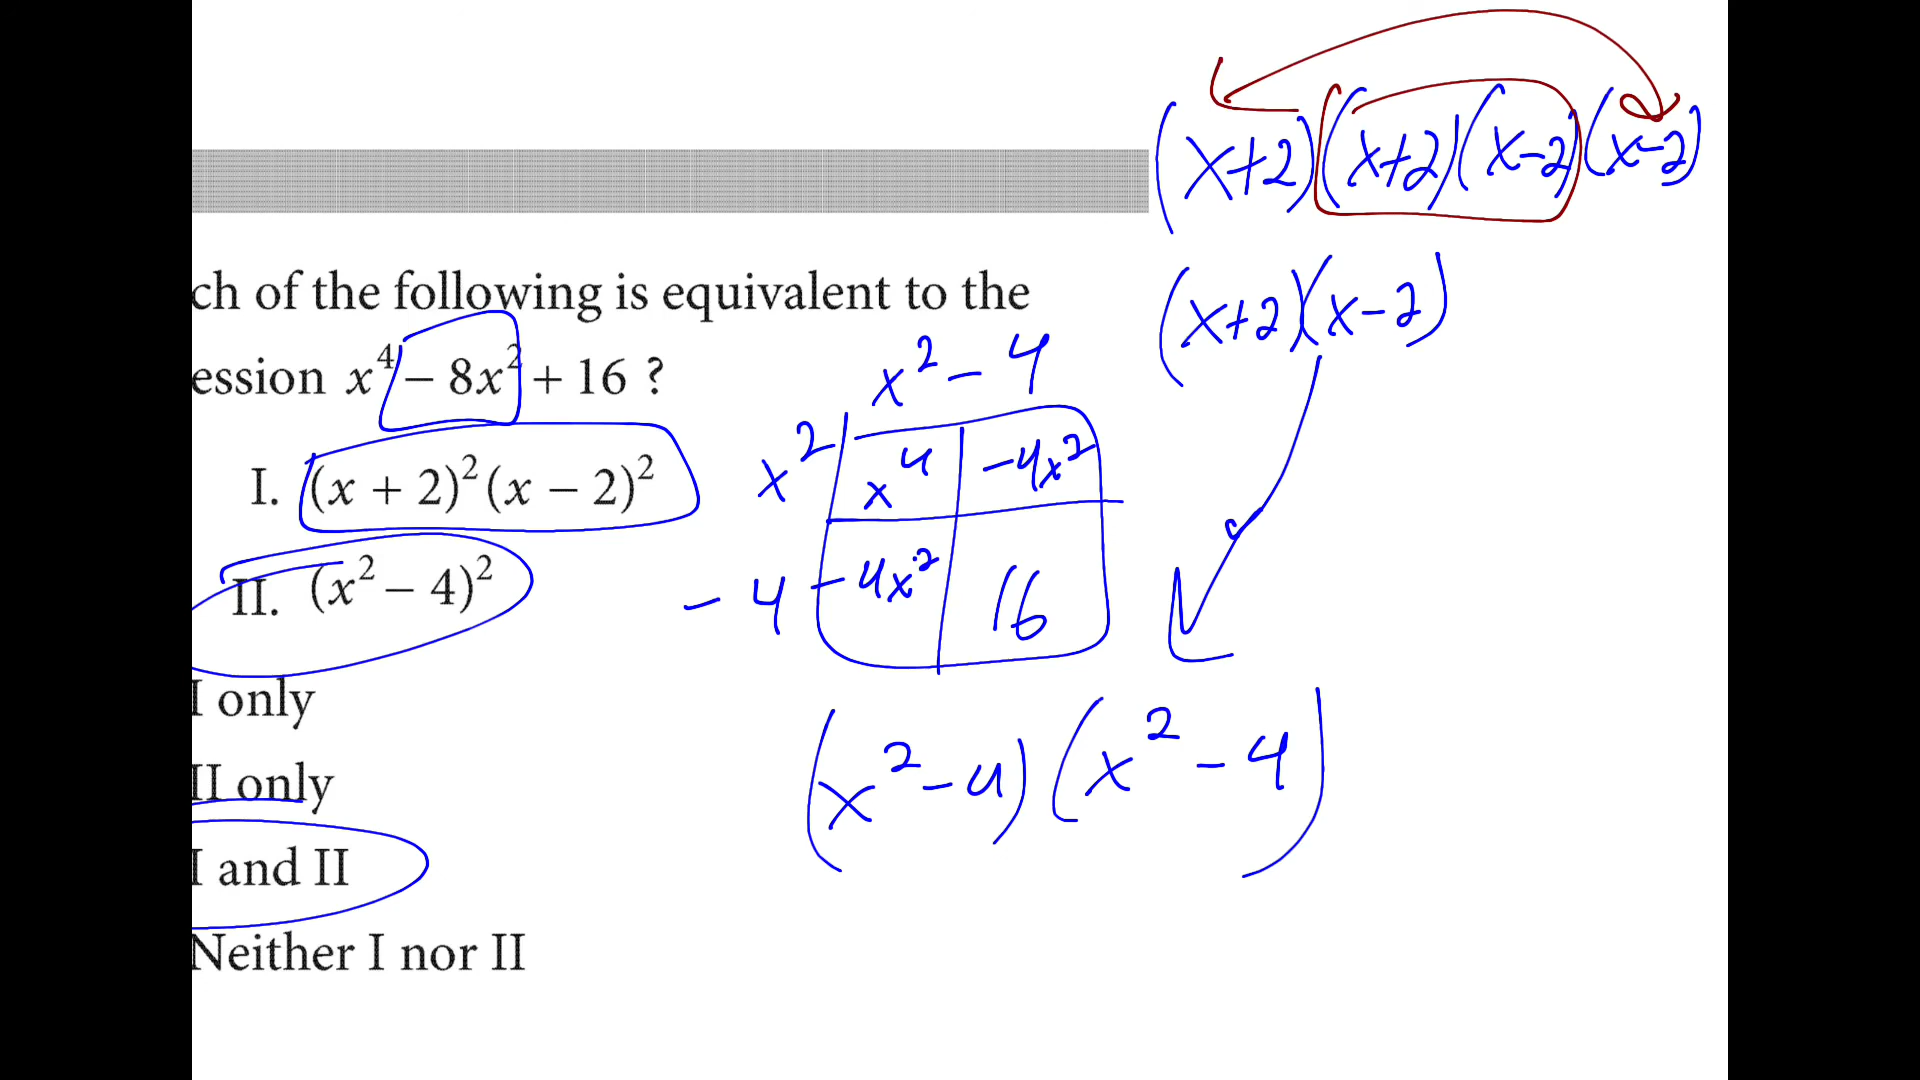 (x+2)(x+2)(x-2)(x-2)
ch of the following is equivalent to the
(x+2)(x-2)
ession x⁴ – 8x² + 16 ?
x² - 4
I. (x + 2)²(x – 2)²
x² x⁴ -4x²
II. (x² – 4)²
-4 -4x² 16
I only
II only
(x²-4)(x²-4)
I and II
Neither I nor II